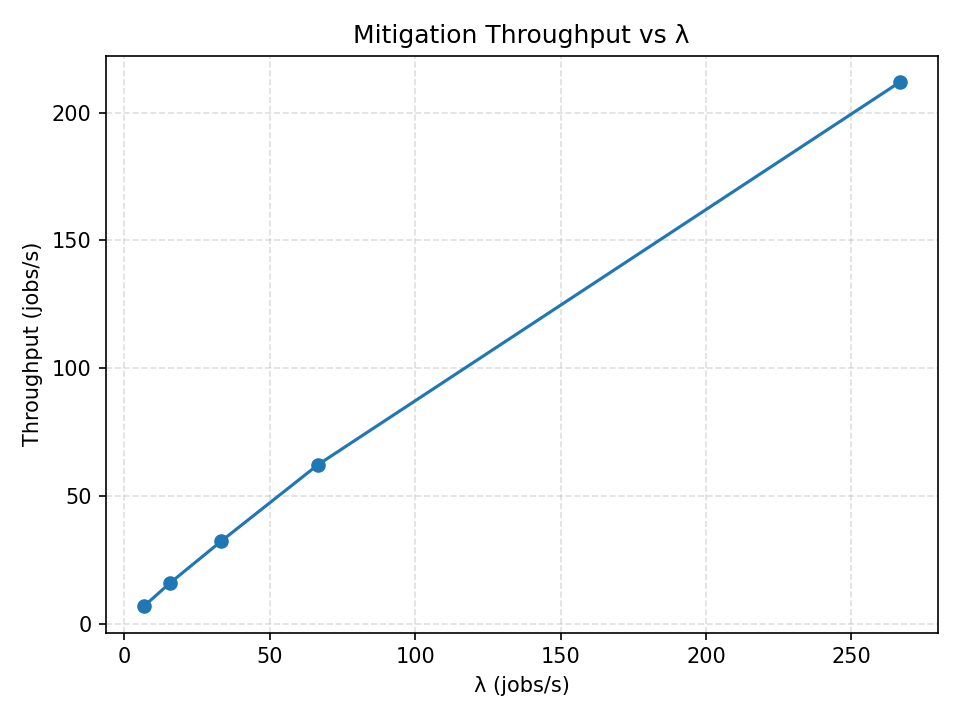 Mitigation Throughput vs λ
Throughput (jobs/s)
200
150
100
50
0
0 50 100 150 200 250
λ (jobs/s)